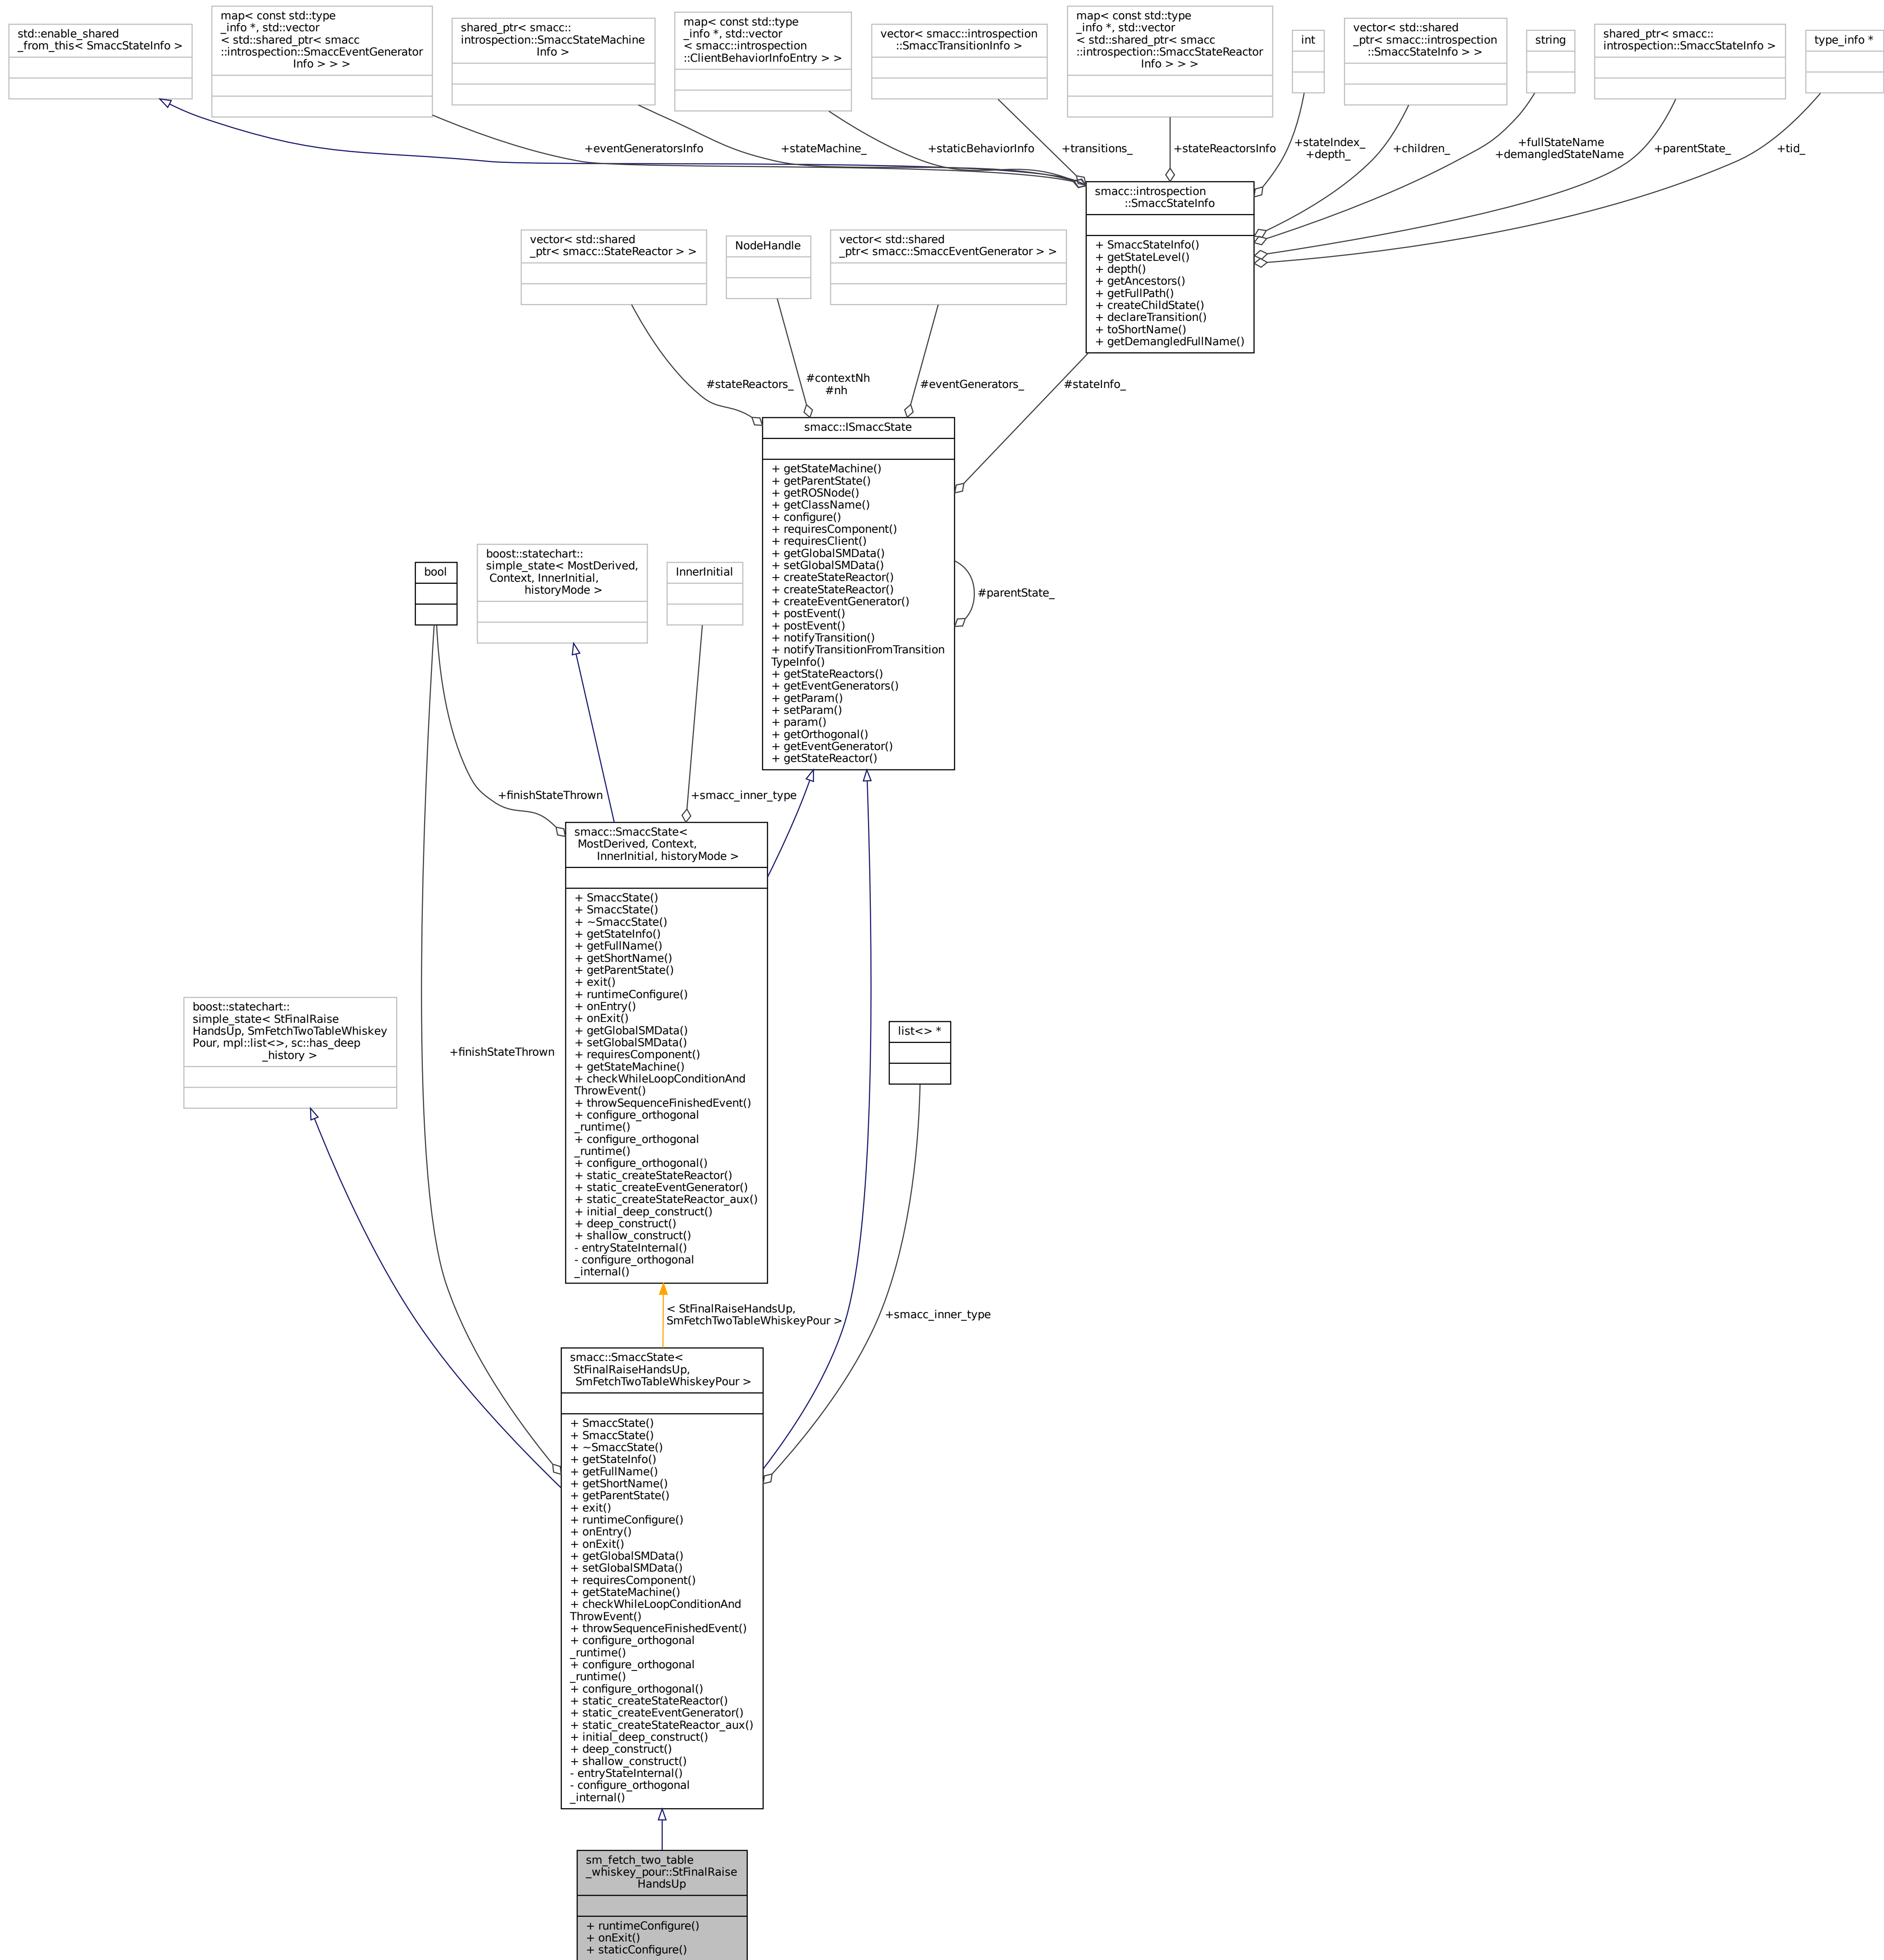 std::enable_shared
_from_this< SmaccStateInfo >
map< const std::type
_info *, std::vector
< std::shared_ptr< smacc
::introspection::SmaccEventGenerator
Info > > >
shared_ptr< smacc::
introspection::SmaccStateMachine
Info >
map< const std::type
_info *, std::vector
< smacc::introspection
::ClientBehaviorInfoEntry > >
vector< smacc::introspection
::SmaccTransitionInfo >
map< const std::type
_info *, std::vector
< std::shared_ptr< smacc
::introspection::SmaccStateReactor
Info > > >
int
vector< std::shared
_ptr< smacc::introspection
::SmaccStateInfo > >
string
shared_ptr< smacc::
introspection::SmaccStateInfo >
type_info *
+eventGeneratorsInfo
+stateMachine_
+staticBehaviorInfo
+transitions_
+stateReactorsInfo
+stateIndex_
+depth_
+children_
+fullStateName
+demangledStateName
+parentState_
+tid_
smacc::introspection
::SmaccStateInfo
+ SmaccStateInfo()
+ getStateLevel()
+ depth()
+ getAncestors()
+ getFullPath()
+ createChildState()
+ declareTransition()
+ toShortName()
+ getDemangledFullName()
vector< std::shared
_ptr< smacc::StateReactor > >
NodeHandle
vector< std::shared
_ptr< smacc::SmaccEventGenerator > >
#stateReactors_
#contextNh
#nh
#eventGenerators_
#stateInfo_
smacc::ISmaccState
+ getStateMachine()
+ getParentState()
+ getROSNode()
+ getClassName()
+ configure()
+ requiresComponent()
+ requiresClient()
+ getGlobalSMData()
+ setGlobalSMData()
+ createStateReactor()
+ createStateReactor()
+ createEventGenerator()
+ postEvent()
+ postEvent()
+ notifyTransition()
+ notifyTransitionFromTransition
TypeInfo()
+ getStateReactors()
+ getEventGenerators()
+ getParam()
+ setParam()
+ param()
+ getOrthogonal()
+ getEventGenerator()
+ getStateReactor()
#parentState_
bool
boost::statechart::
simple_state< MostDerived,
Context, InnerInitial,
historyMode >
InnerInitial
+finishStateThrown
+smacc_inner_type
smacc::SmaccState<
MostDerived, Context,
InnerInitial, historyMode >
+ SmaccState()
+ SmaccState()
+ ~SmaccState()
+ getStateInfo()
+ getFullName()
+ getShortName()
+ getParentState()
+ exit()
+ runtimeConfigure()
+ onEntry()
+ onExit()
+ getGlobalSMData()
+ setGlobalSMData()
+ requiresComponent()
+ getStateMachine()
+ checkWhileLoopConditionAnd
ThrowEvent()
+ throwSequenceFinishedEvent()
+ configure_orthogonal
_runtime()
+ configure_orthogonal
_runtime()
+ configure_orthogonal()
+ static_createStateReactor()
+ static_createEventGenerator()
+ static_createStateReactor_aux()
+ initial_deep_construct()
+ deep_construct()
+ shallow_construct()
- entryStateInternal()
- configure_orthogonal
_internal()
boost::statechart::
simple_state< StFinalRaise
HandsUp, SmFetchTwoTableWhiskey
Pour, mpl::list<>, sc::has_deep
_history >
+finishStateThrown
list<> *
< StFinalRaiseHandsUp,
SmFetchTwoTableWhiskeyPour >
+smacc_inner_type
smacc::SmaccState<
StFinalRaiseHandsUp,
SmFetchTwoTableWhiskeyPour >
+ SmaccState()
+ SmaccState()
+ ~SmaccState()
+ getStateInfo()
+ getFullName()
+ getShortName()
+ getParentState()
+ exit()
+ runtimeConfigure()
+ onEntry()
+ onExit()
+ getGlobalSMData()
+ setGlobalSMData()
+ requiresComponent()
+ getStateMachine()
+ checkWhileLoopConditionAnd
ThrowEvent()
+ throwSequenceFinishedEvent()
+ configure_orthogonal
_runtime()
+ configure_orthogonal
_runtime()
+ configure_orthogonal()
+ static_createStateReactor()
+ static_createEventGenerator()
+ static_createStateReactor_aux()
+ initial_deep_construct()
+ deep_construct()
+ shallow_construct()
- entryStateInternal()
- configure_orthogonal
_internal()
sm_fetch_two_table
_whiskey_pour::StFinalRaise
HandsUp
+ runtimeConfigure()
+ onExit()
+ staticConfigure()